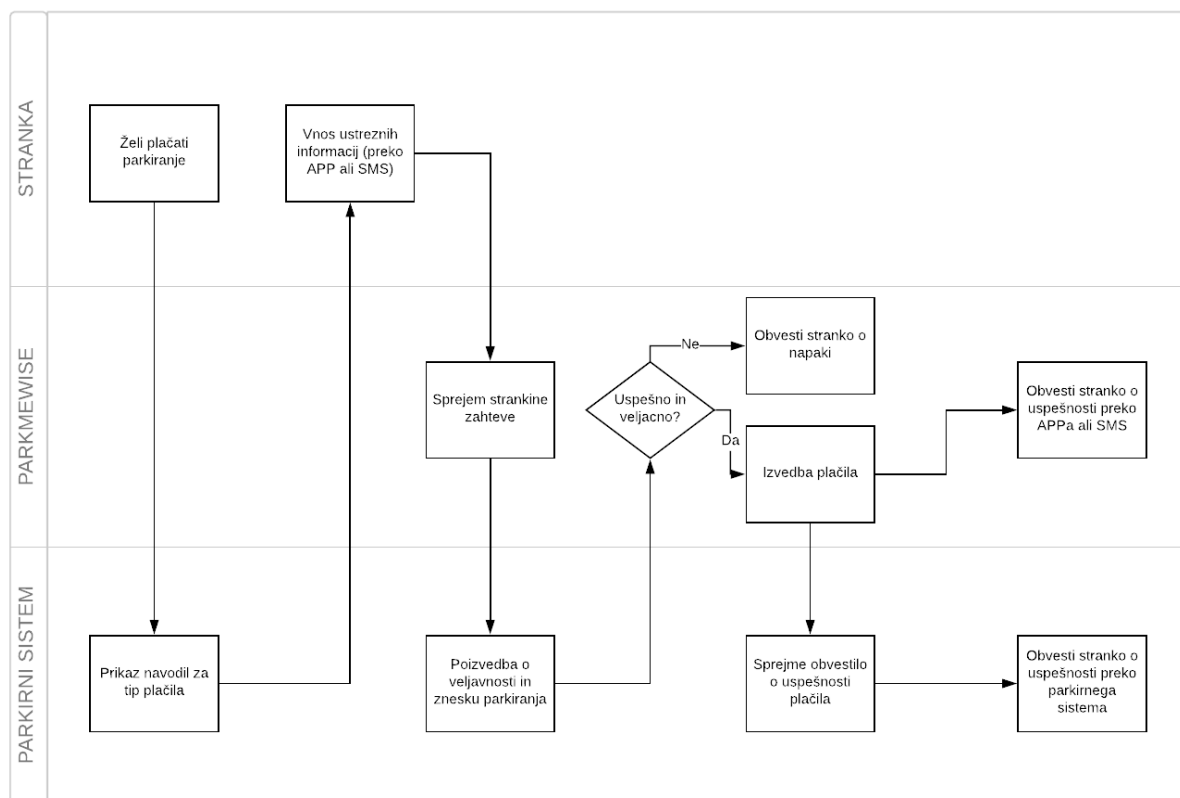 STRANKA
Želi plačati
parkiranje
Vnos ustreznih
informacij (preko
APP ali SMS)
PARKMEWISE
Sprejem strankine
zahteve
Uspešno in
veljacno?
Ne
Da
Obvesti stranko o
napaki
Izvedba plačila
Obvesti stranko o
uspešnosti preko
APPa ali SMS
PARKIRNI SISTEM
Prikaz navodil za
tip plačila
Poizvedba o
veljavnosti in
znesku parkiranja
Sprejme obvestilo
o uspešnosti
plačila
Obvesti stranko o
uspešnosti preko
parkirnega
sistema